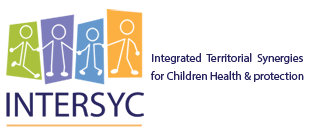 Integrated Territorial Synergies
for Children Health & protection
INTERSYC